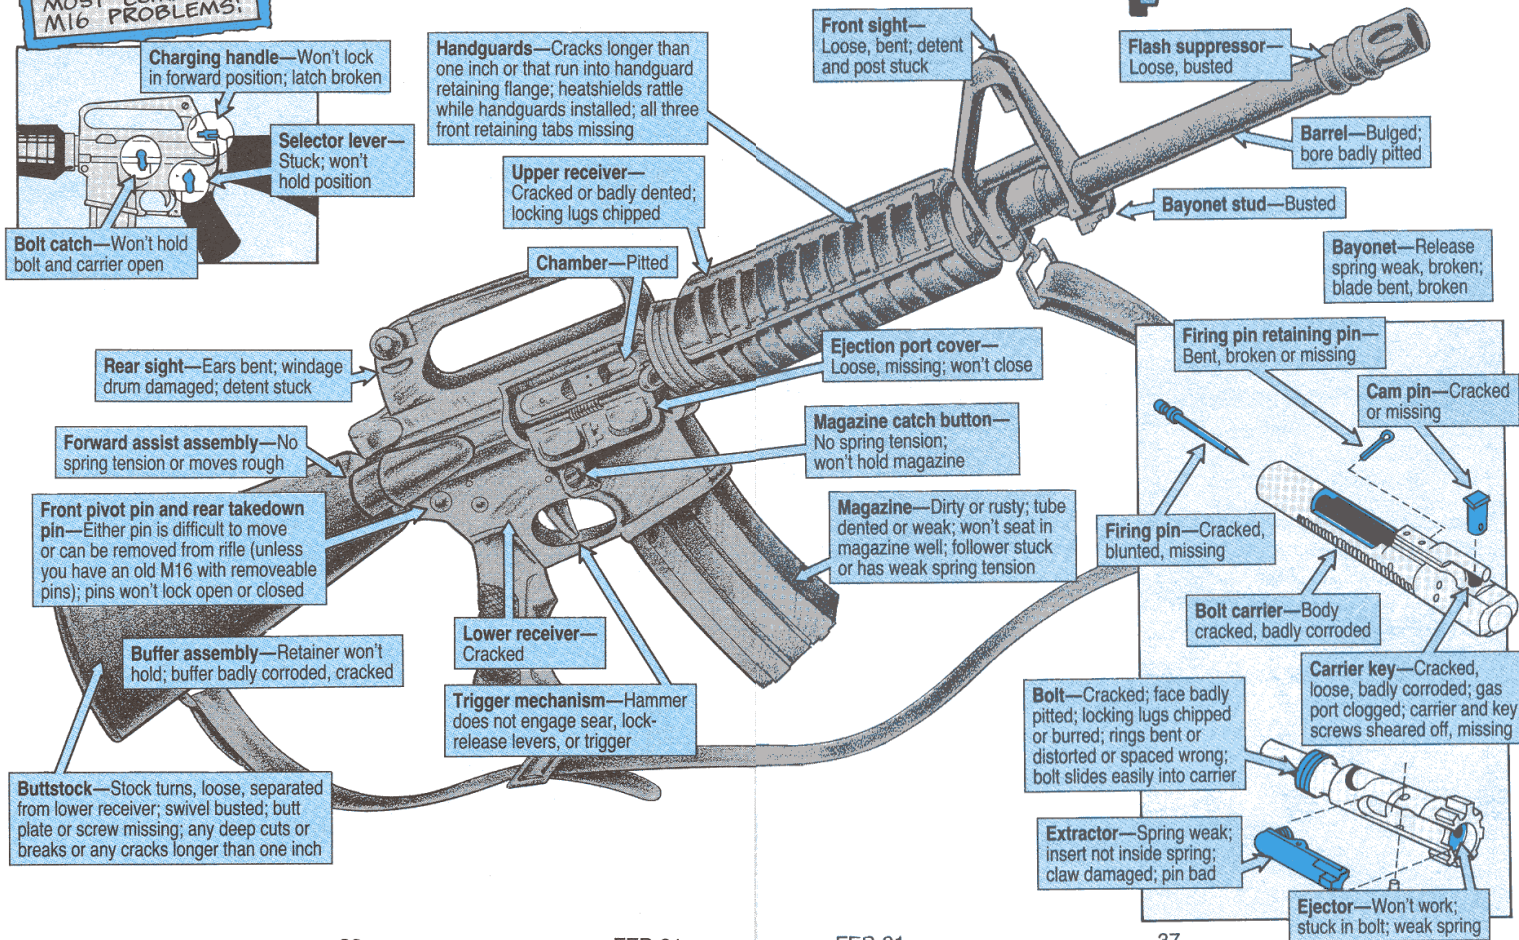 M16 PROBLEMS!
Charging handle—Won't lock
in forward position; latch broken
Selector lever—
Stuck; won't
hold position
Bolt catch—Won't hold
bolt and carrier open
Handguards—Cracks longer than
one inch or that run into handguard
retaining flange; heatshields rattle
while handguards installed; all three
front retaining tabs missing
Upper receiver—
Cracked or badly dented;
locking lugs chipped
Chamber—Pitted
Front sight—
Loose, bent; detent
and post stuck
Flash suppressor—
Loose, busted
Barrel—Bulged;
bore badly pitted
Bayonet stud—Busted
Bayonet—Release
spring weak, broken;
blade bent, broken
Rear sight—Ears bent; windage
drum damaged; detent stuck
Forward assist assembly—No
spring tension or moves rough
Front pivot pin and rear takedown
pin—Either pin is difficult to move
or can be removed from rifle (unless
you have an old M16 with removeable
pins); pins won't lock open or closed
Buffer assembly—Retainer won't
hold; buffer badly corroded, cracked
Buttstock—Stock turns, loose, separated
from lower receiver; swivel busted; butt
plate or screw missing; any deep cuts or
breaks or any cracks longer than one inch
Lower receiver—
Cracked
Trigger mechanism—Hammer
does not engage sear, lock-
release levers, or trigger
Ejection port cover—
Loose, missing; won't close
Magazine catch button—
No spring tension;
won't hold magazine
Magazine—Dirty or rusty; tube
dented or weak; won't seat in
magazine well; follower stuck
or has weak spring tension
Firing pin retaining pin—
Bent, broken or missing
Cam pin—Cracked
or missing
Firing pin—Cracked,
blunted, missing
Bolt carrier—Body
cracked, badly corroded
Carrier key—Cracked,
loose, badly corroded; gas
port clogged; carrier and key
screws sheared off, missing
Bolt—Cracked; face badly
pitted; locking lugs chipped
or burred; rings bent or
distorted or spaced wrong;
bolt slides easily into carrier
Extractor—Spring weak;
insert not inside spring;
claw damaged; pin bad
Ejector—Won't work;
stuck in bolt; weak spring